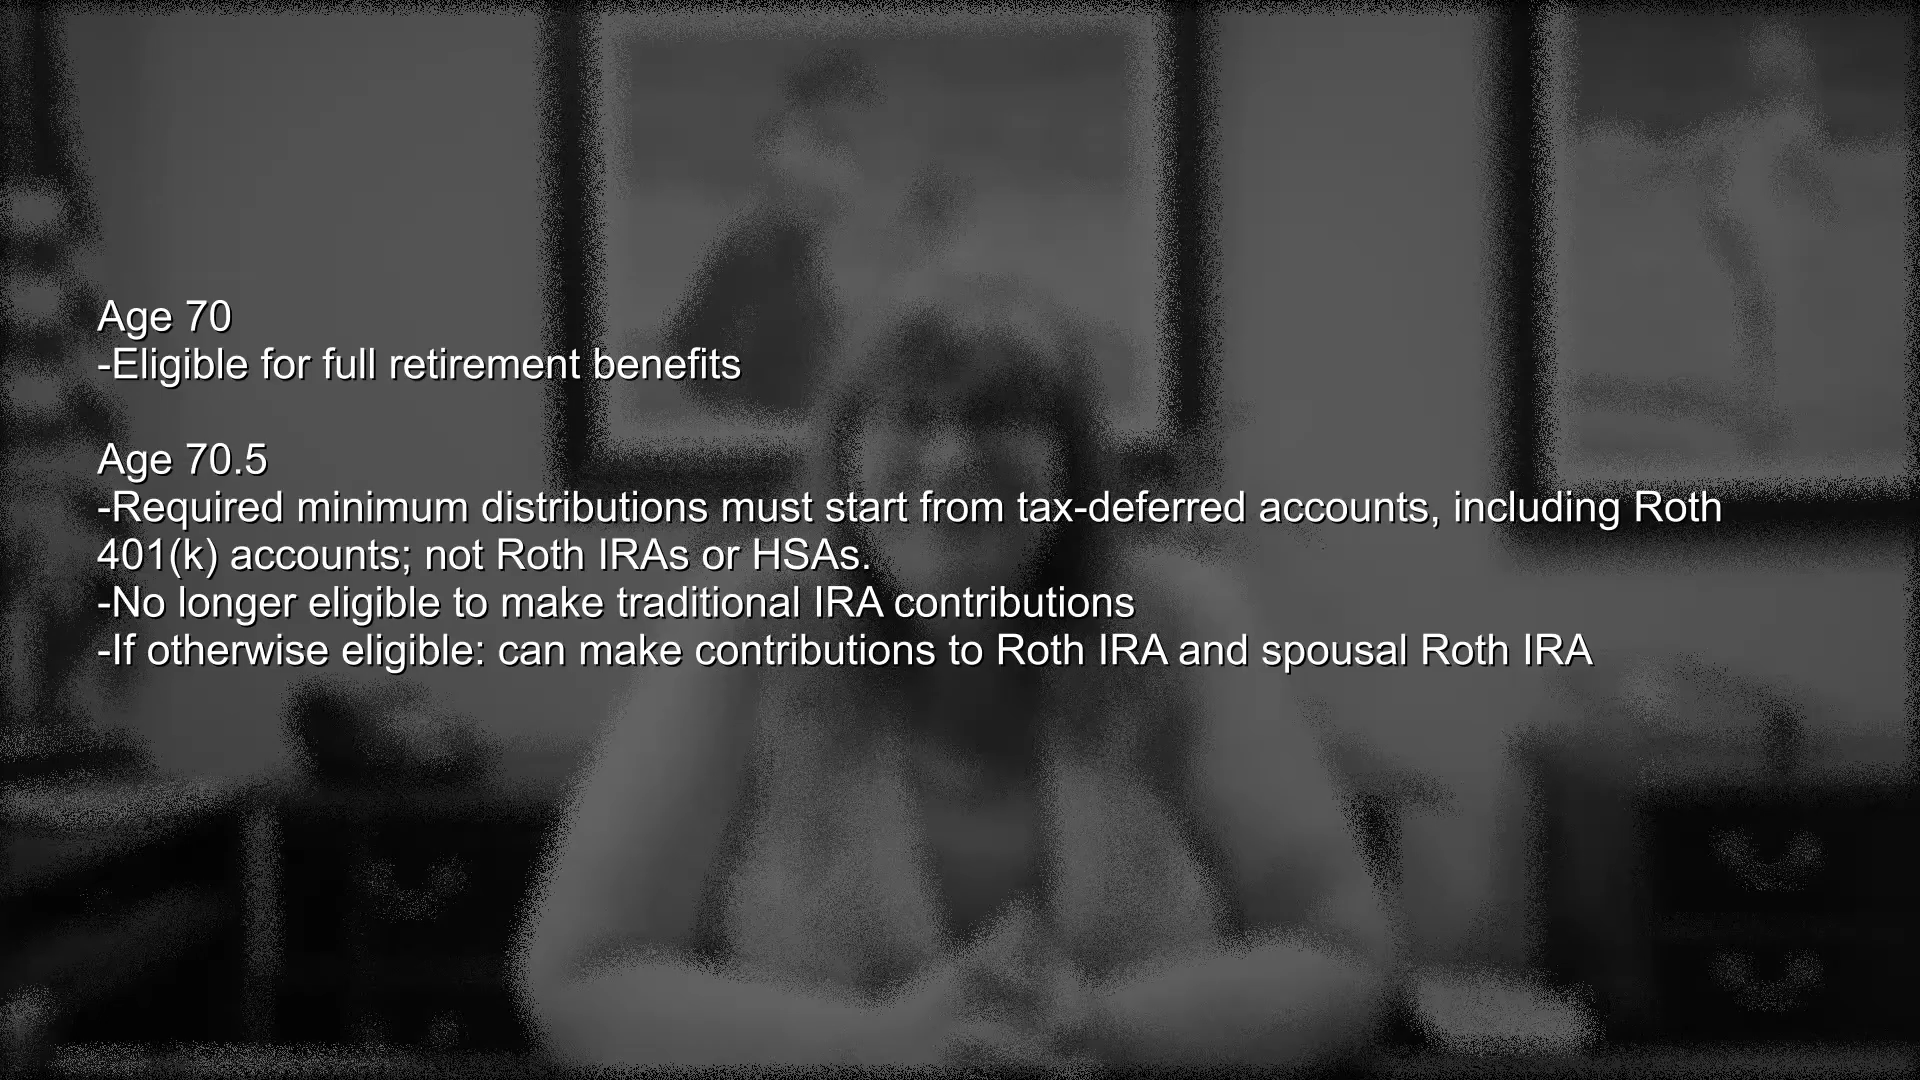 Age 70
-Eligible for full retirement benefits
Age 70.5
-Required minimum distributions must start from tax-deferred accounts, including Roth
401(k) accounts; not Roth IRAs or HSAs.
-No longer eligible to make traditional IRA contributions
-If otherwise eligible: can make contributions to Roth IRA and spousal Roth IRA